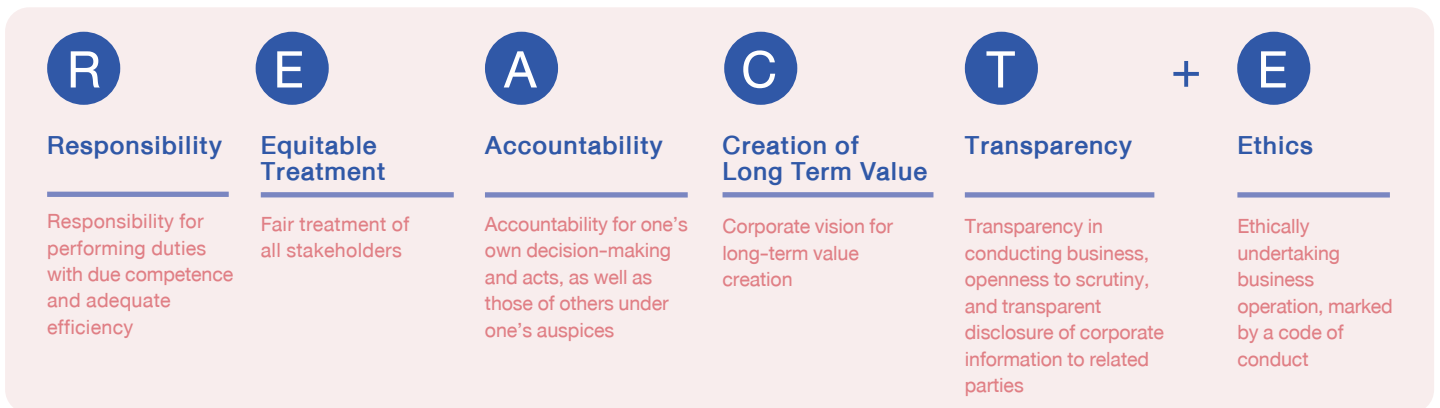 R
Responsibility
Responsibility for
performing duties
with due competence
and adequate
efficiency
E
Equitable
Treatment
Fair treatment of
all stakeholders
A
Accountability
Accountability for one’s
own decision-making
and acts, as well as
those of others under
one’s auspices
C
Creation of
Long Term Value
Corporate vision for
long-term value
creation
T
Transparency
Transparency in
conducting business,
openness to scrutiny,
and transparent
disclosure of corporate
information to related
parties
+
E
Ethics
Ethically
undertaking
business
operation, marked
by a code of
conduct